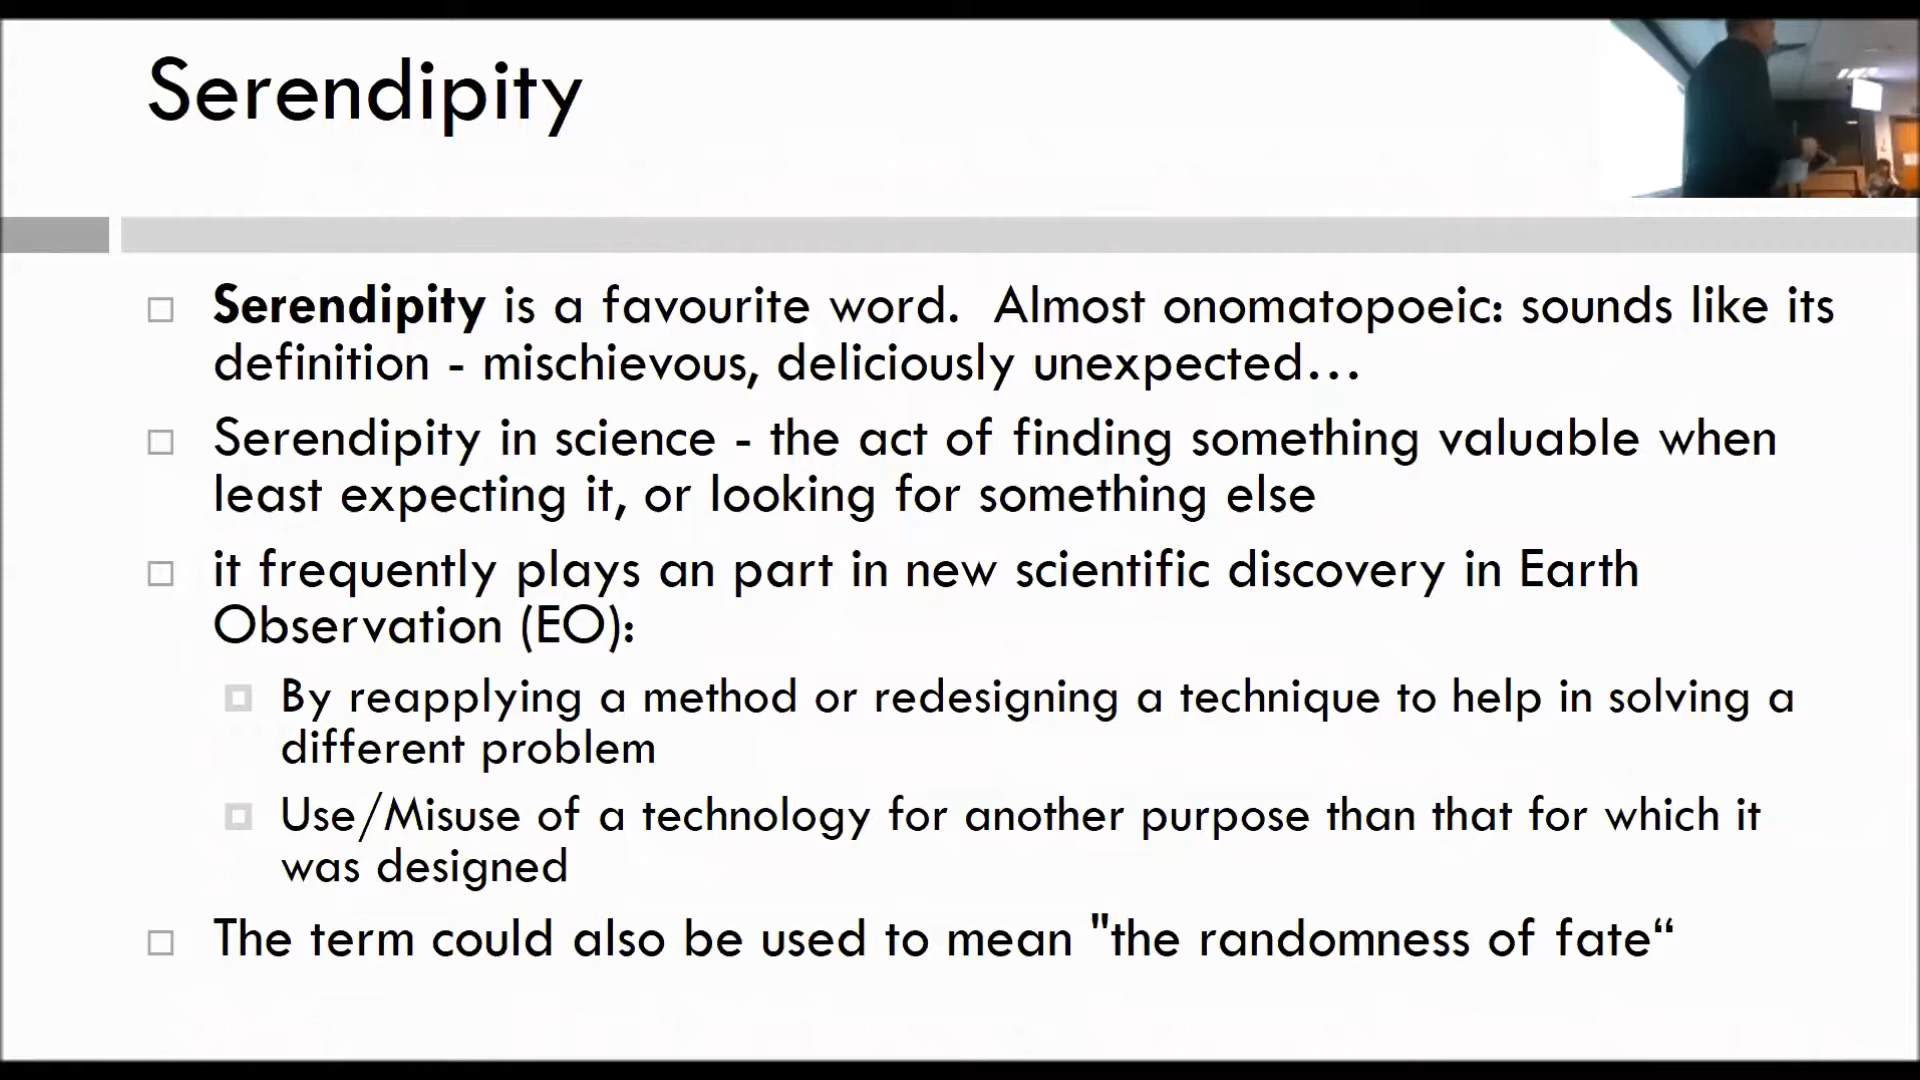 Serendipity
Serendipity is a favourite word.  Almost onomatopoeic: sounds like its
definition - mischievous, deliciously unexpected…
Serendipity in science - the act of finding something valuable when
least expecting it, or looking for something else
it frequently plays an part in new scientific discovery in Earth
Observation (EO):
By reapplying a method or redesigning a technique to help in solving a
different problem
Use/Misuse of a technology for another purpose than that for which it
was designed
The term could also be used to mean "the randomness of fate“